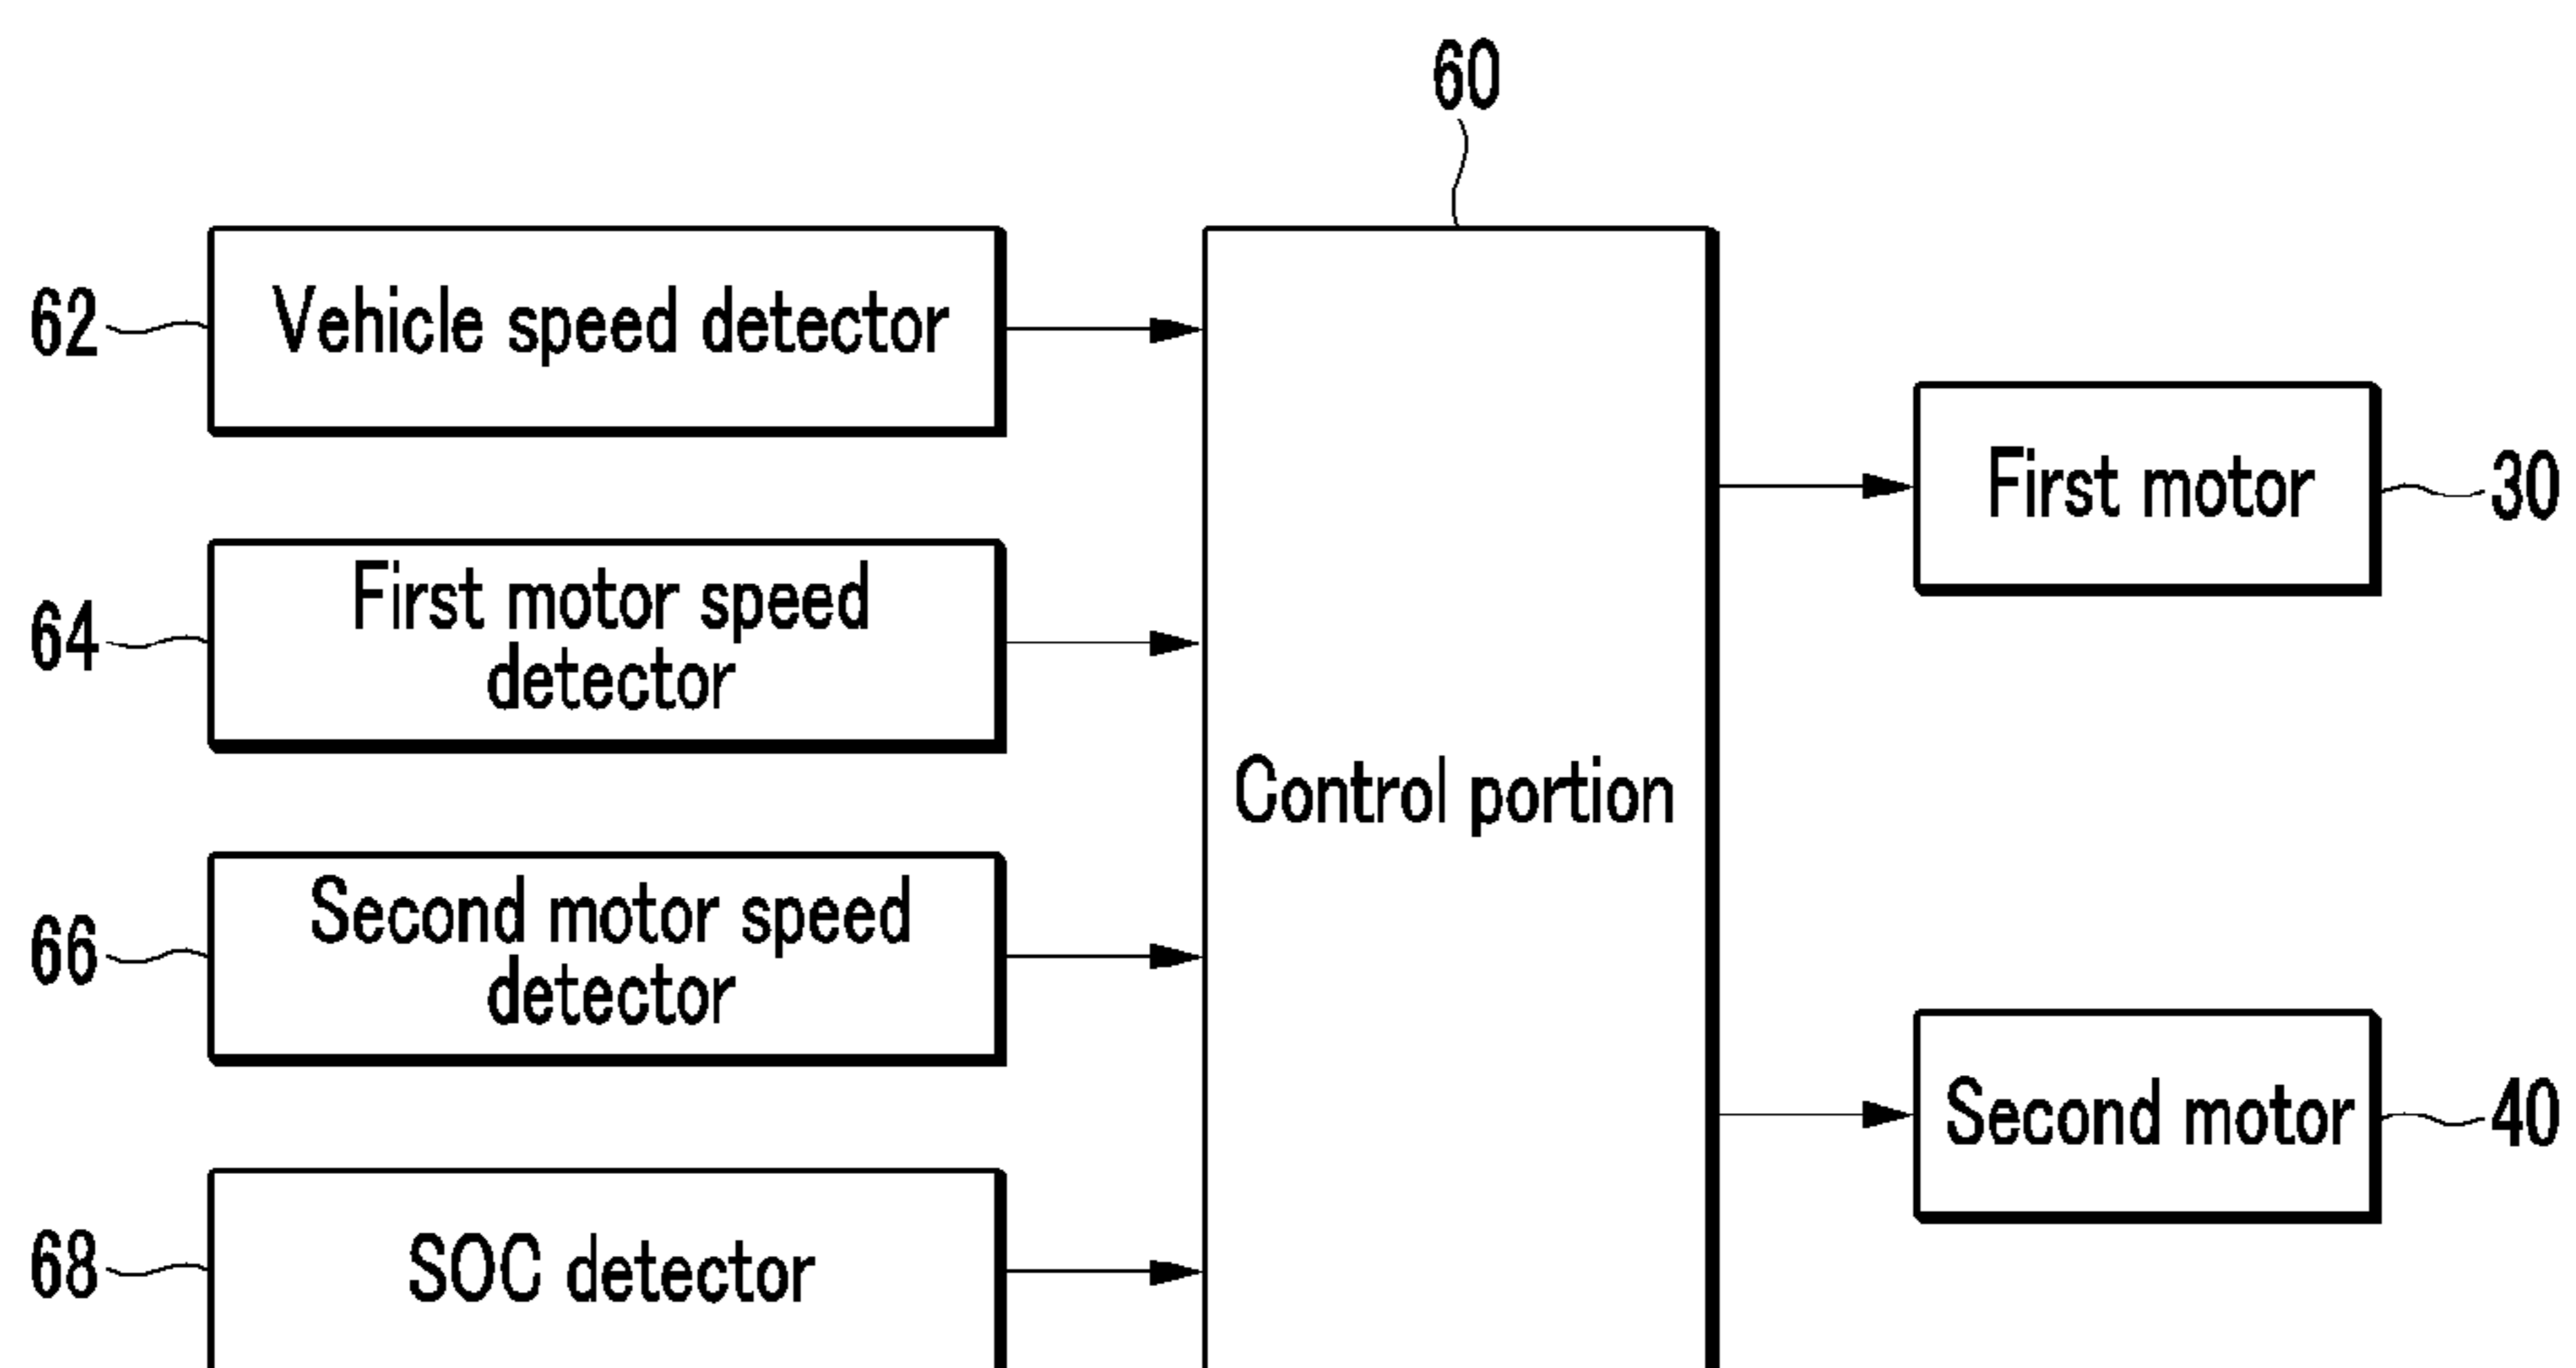 60
62
Vehicle speed detector
64
First motor speed
detector
66
Second motor speed
detector
68
SOC detector
Control portion
First motor
30
Second motor
40